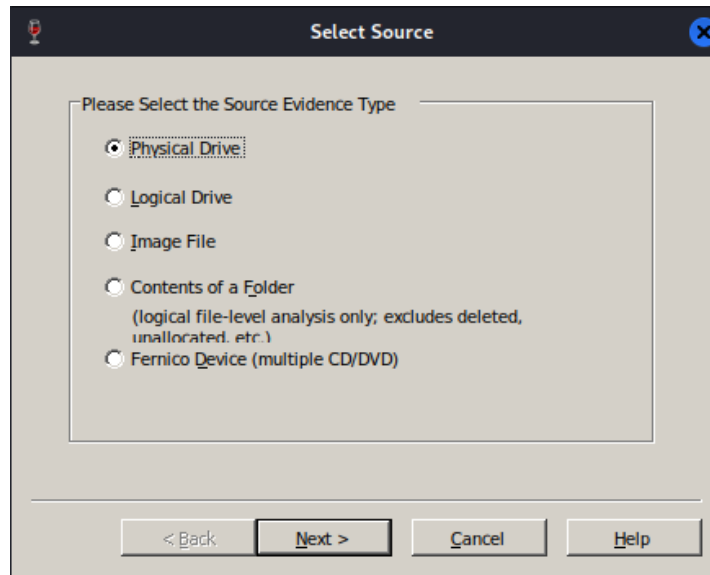 Select Source
Please Select the Source Evidence Type
Physical Drive
Logical Drive
Image File
Contents of a Folder
(logical file-level analysis only; excludes deleted,
unallocated, etc.)
Fernico Device (multiple CD/DVD)
< Back
Next >
Cancel
Help